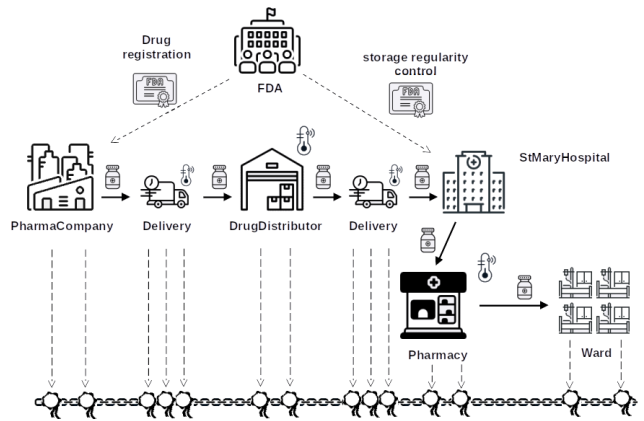 Drug
registration
FDA
FDA
storage regularity
control
FDA
StMaryHospital
PharmaCompany
Delivery
DrugDistributor
Delivery
Pharmacy
Ward